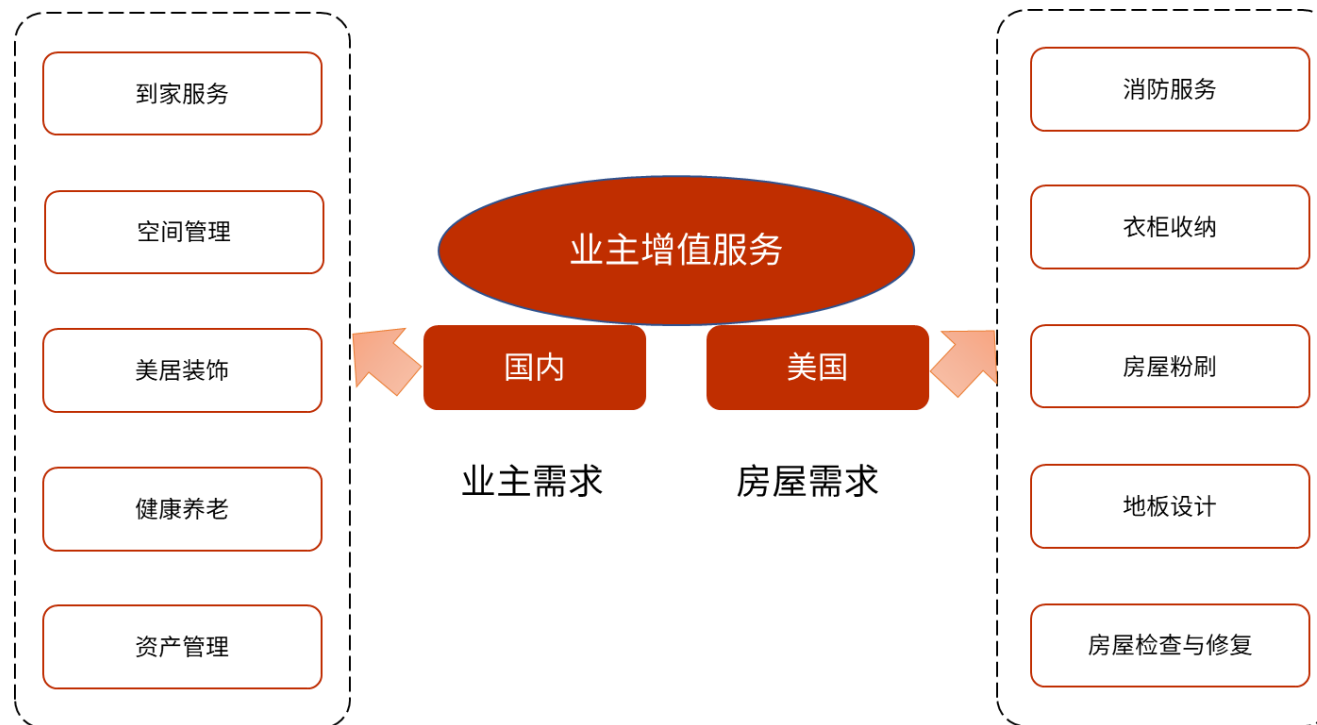 到家服务
空间管理
美居装饰
健康养老
资产管理
业主增值服务
国内
美国
业主需求
房屋需求
消防服务
衣柜收纳
房屋粉刷
地板设计
房屋检查与修复